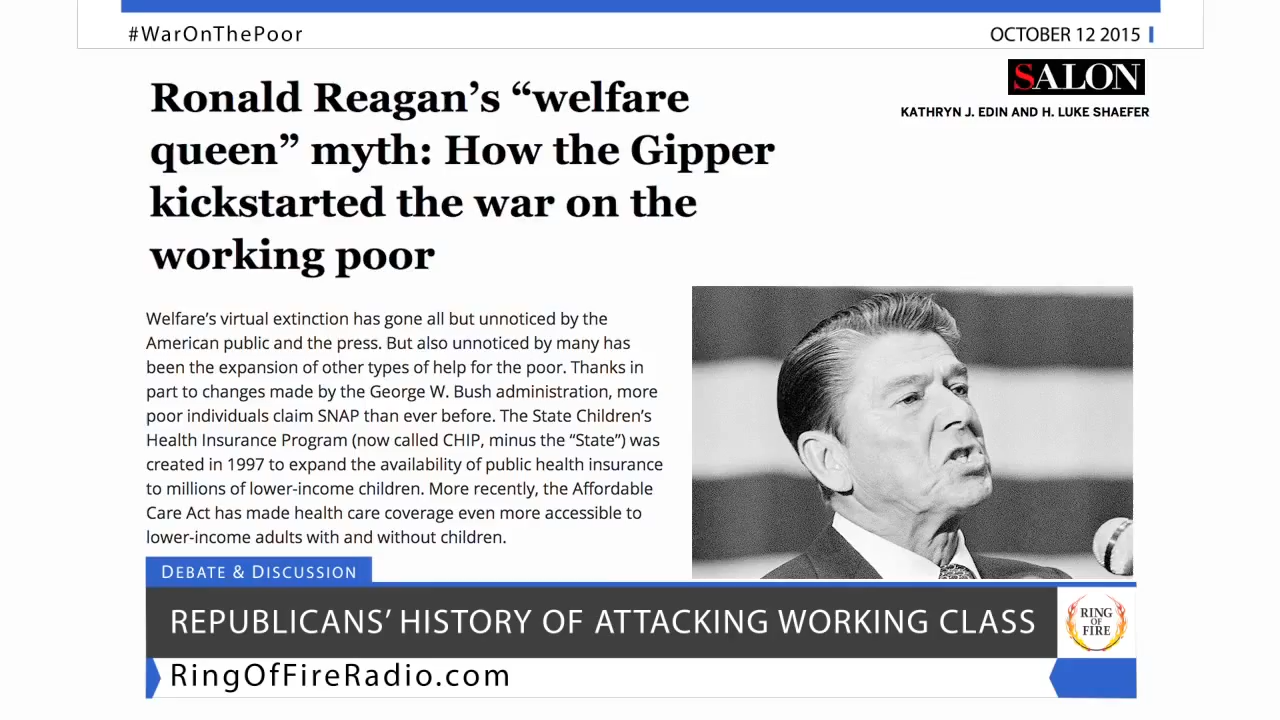 #WarOnThePoor
OCTOBER 12 2015
SALON
KATHRYN J. EDIN AND H. LUKE SHAEFER
Ronald Reagan’s “welfare
queen” myth: How the Gipper
kickstarted the war on the
working poor
Welfare’s virtual extinction has gone all but unnoticed by the
American public and the press. But also unnoticed by many has
been the expansion of other types of help for the poor. Thanks in
part to changes made by the George W. Bush administration, more
poor individuals claim SNAP than ever before. The State Children’s
Health Insurance Program (now called CHIP, minus the “State”) was
created in 1997 to expand the availability of public health insurance
to millions of lower-income children. More recently, the Affordable
Care Act has made health care coverage even more accessible to
lower-income adults with and without children.
DEBATE & DISCUSSION
REPUBLICANS’ HISTORY OF ATTACKING WORKING CLASS
RING
OF
FIRE
RingOfFireRadio.com